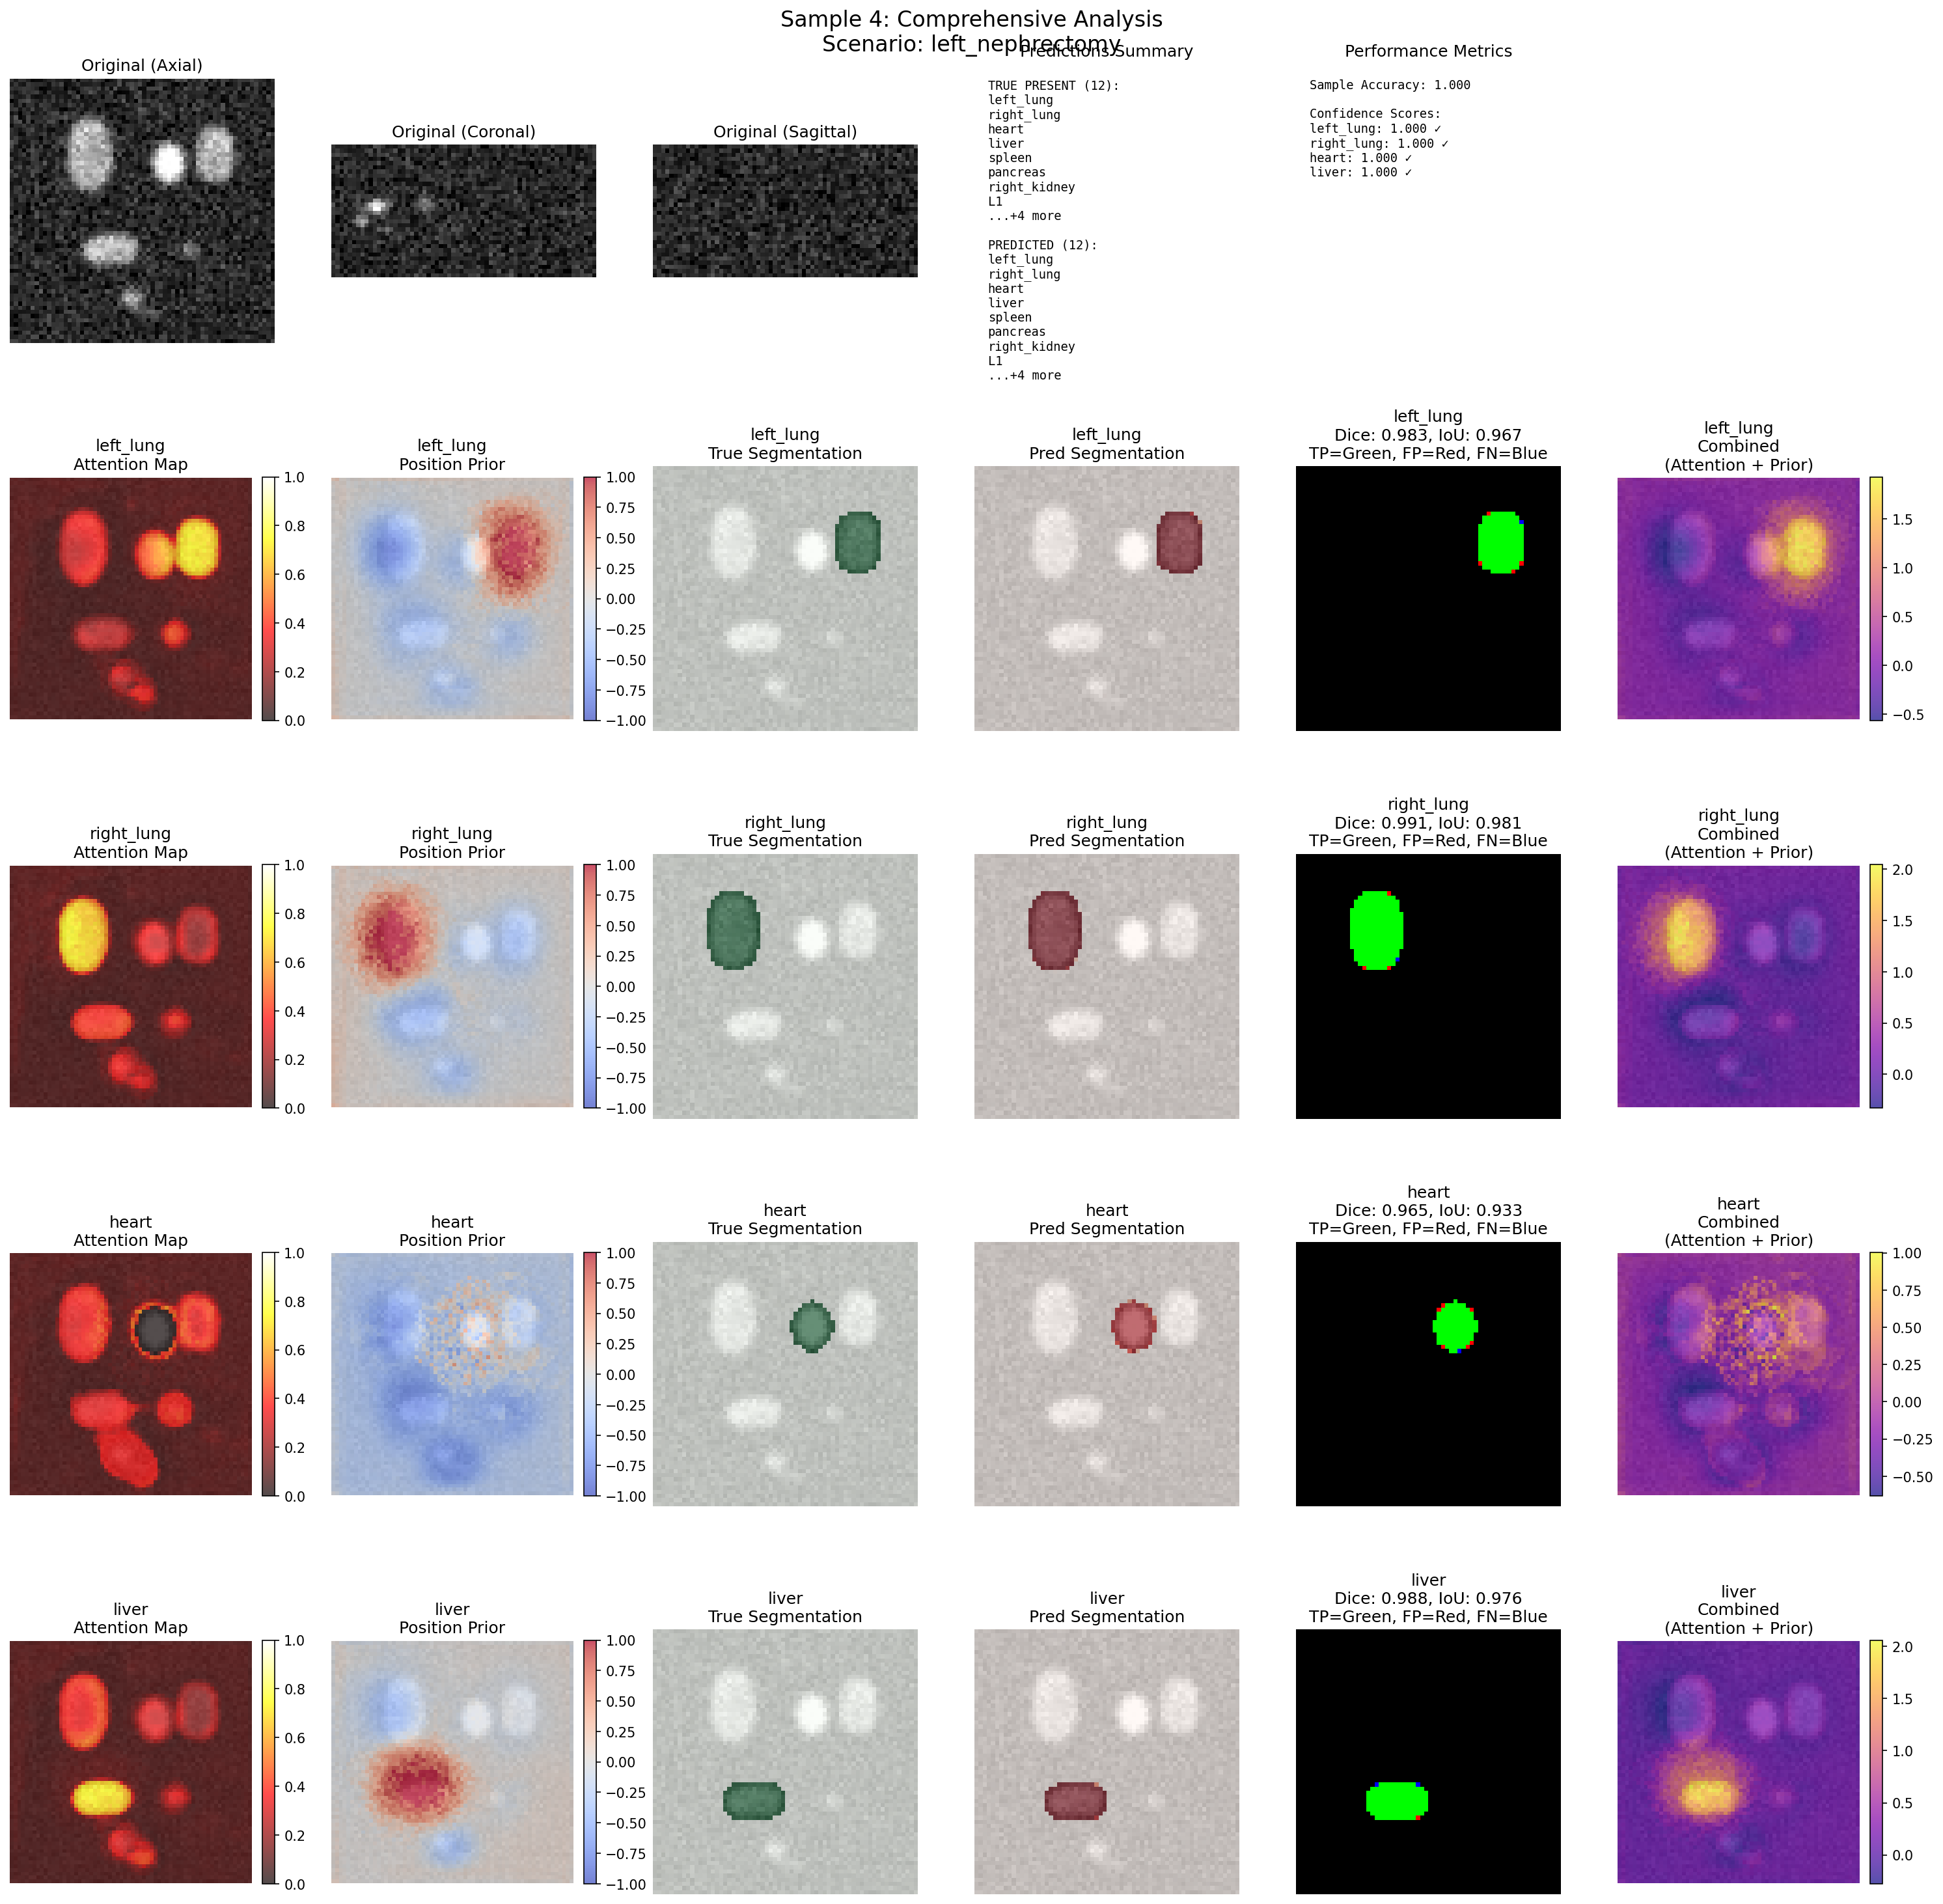 Sample 4: Comprehensive Analysis
Scenario: left_nephrectomy
Original (Axial)
Original (Coronal)
Original (Sagittal)
Predictions Summary
TRUE PRESENT (12):
left_lung
right_lung
heart
liver
spleen
pancreas
right_kidney
L1
...+4 more
PREDICTED (12):
left_lung
right_lung
heart
liver
spleen
pancreas
right_kidney
L1
...+4 more
Performance Metrics
Sample Accuracy: 1.000
Confidence Scores:
left_lung: 1.000 ✓
right_lung: 1.000 ✓
heart: 1.000 ✓
liver: 1.000 ✓
left_lung
Attention Map
1.0
0.8
0.6
0.4
0.2
0.0
left_lung
Position Prior
1.00
0.75
0.50
0.25
0.00
−0.25
−0.50
−0.75
−1.00
left_lung
True Segmentation
left_lung
Pred Segmentation
left_lung
Dice: 0.983, IoU: 0.967
TP=Green, FP=Red, FN=Blue
left_lung
Combined
(Attention + Prior)
1.5
1.0
0.5
0.0
−0.5
right_lung
Attention Map
1.0
0.8
0.6
0.4
0.2
0.0
right_lung
Position Prior
1.00
0.75
0.50
0.25
0.00
−0.25
−0.50
−0.75
−1.00
right_lung
True Segmentation
right_lung
Pred Segmentation
right_lung
Dice: 0.991, IoU: 0.981
TP=Green, FP=Red, FN=Blue
right_lung
Combined
(Attention + Prior)
2.0
1.5
1.0
0.5
0.0
heart
Attention Map
1.0
0.8
0.6
0.4
0.2
0.0
heart
Position Prior
1.00
0.75
0.50
0.25
0.00
−0.25
−0.50
−0.75
−1.00
heart
True Segmentation
heart
Pred Segmentation
heart
Dice: 0.965, IoU: 0.933
TP=Green, FP=Red, FN=Blue
heart
Combined
(Attention + Prior)
1.00
0.75
0.50
0.25
0.00
−0.25
−0.50
liver
Attention Map
1.0
0.8
0.6
0.4
0.2
0.0
liver
Position Prior
1.00
0.75
0.50
0.25
0.00
−0.25
−0.50
−0.75
−1.00
liver
True Segmentation
liver
Pred Segmentation
liver
Dice: 0.988, IoU: 0.976
TP=Green, FP=Red, FN=Blue
liver
Combined
(Attention + Prior)
2.0
1.5
1.0
0.5
0.0